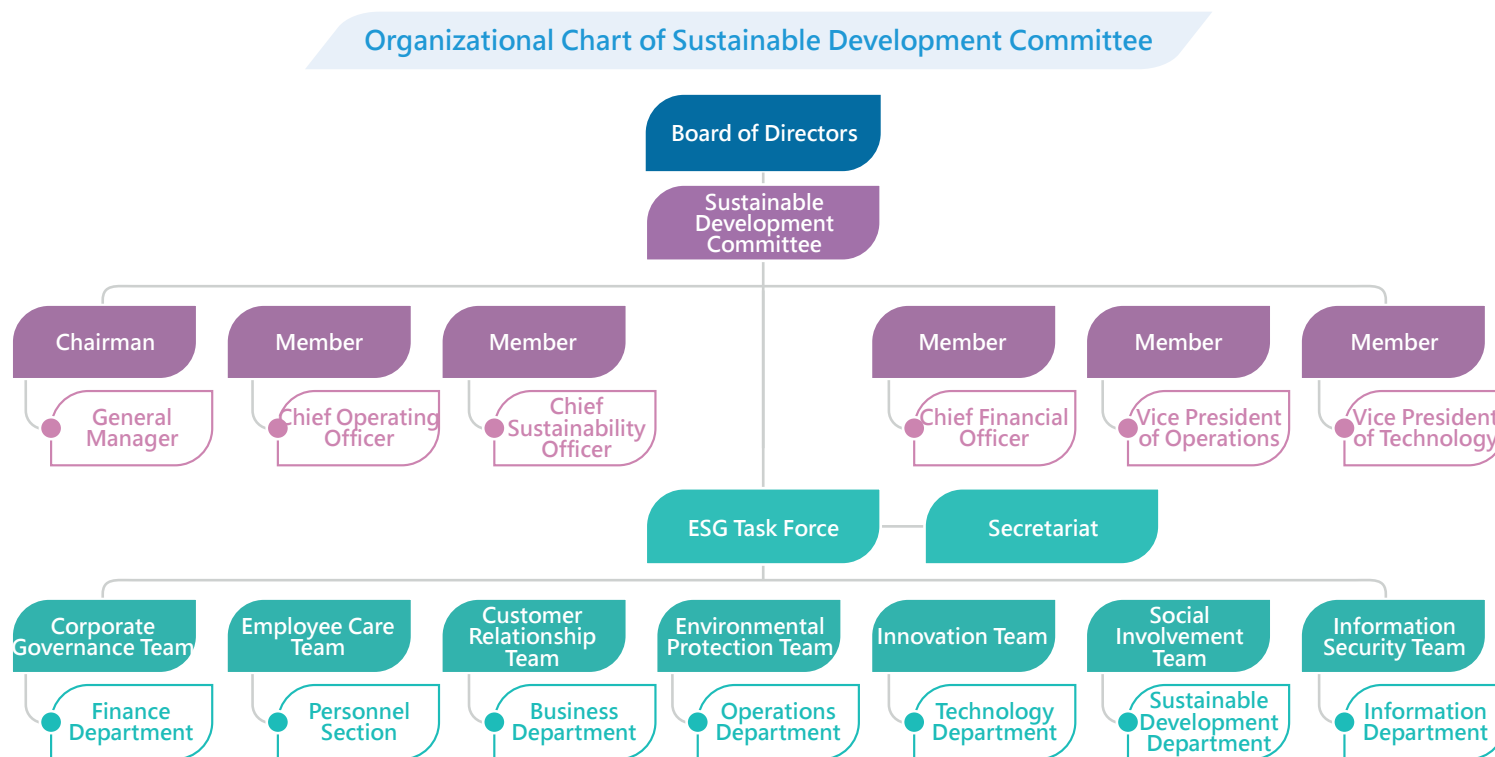 Organizational Chart of Sustainable Development Committee
Board of Directors
Sustainable
Development
Committee
Chairman
Member
Member
Member
Member
Member
General
Manager
Chief Operating
Officer
Chief
Sustainability
Officer
Chief Financial
Officer
Vice President
of Operations
Vice President
of Technology
ESG Task Force
Secretariat
Corporate
Governance Team
Employee Care
Team
Customer
Relationship
Team
Environmental
Protection Team
Innovation Team
Social
Involvement
Team
Information
Security Team
Finance
Department
Personnel
Section
Business
Department
Operations
Department
Technology
Department
Sustainable
Development
Department
Information
Department